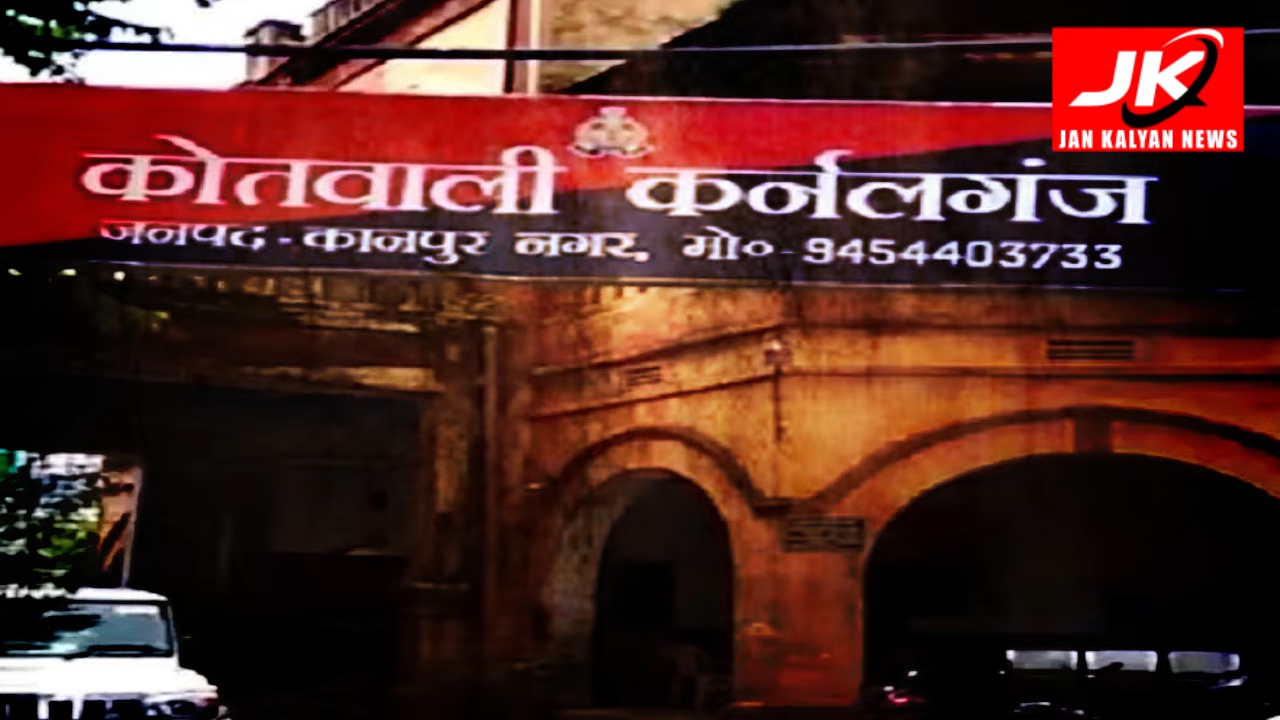 JK
JAN KALYAN NEWS
कोतवाली कर्नलगंज
जनपद - कानपुर नगर, मो० - 9454403733